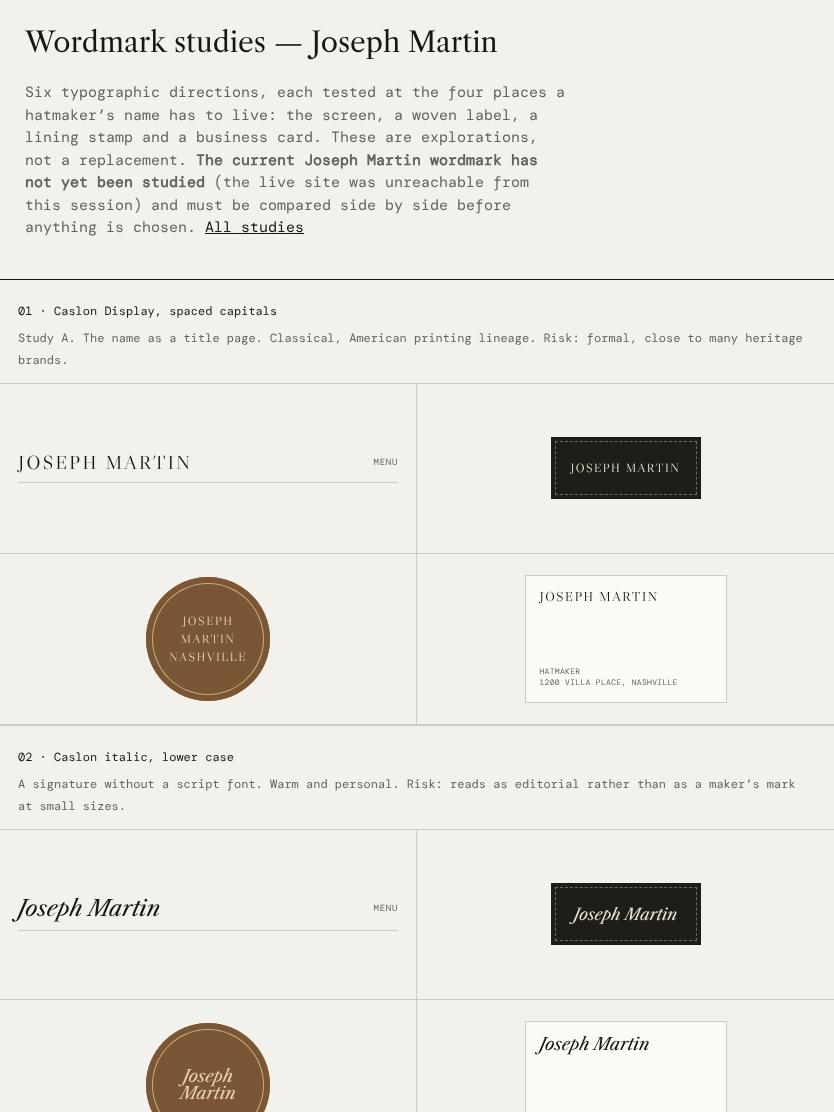 Wordmark studies — Joseph Martin
Six typographic directions, each tested at the four places a
hatmaker’s name has to live: the screen, a woven label, a
lining stamp and a business card. These are explorations,
not a replacement. The current Joseph Martin wordmark has
not yet been studied (the live site was unreachable from
this session) and must be compared side by side before
anything is chosen. All studies
01 · Caslon Display, spaced capitals
Study A. The name as a title page. Classical, American printing lineage. Risk: formal, close to many heritage
brands.
JOSEPH MARTIN
MENU
JOSEPH MARTIN
JOSEPH
MARTIN
NASHVILLE
JOSEPH MARTIN
HATMAKER
1200 VILLA PLACE, NASHVILLE
02 · Caslon italic, lower case
A signature without a script font. Warm and personal. Risk: reads as editorial rather than as a maker’s mark
at small sizes.
Joseph Martin
MENU
Joseph Martin
Joseph
Martin
Joseph Martin